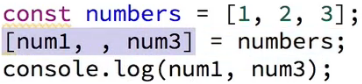 const numbers = [1, 2, 3];
[num1, , num3] = numbers;
console.log(num1, num3);